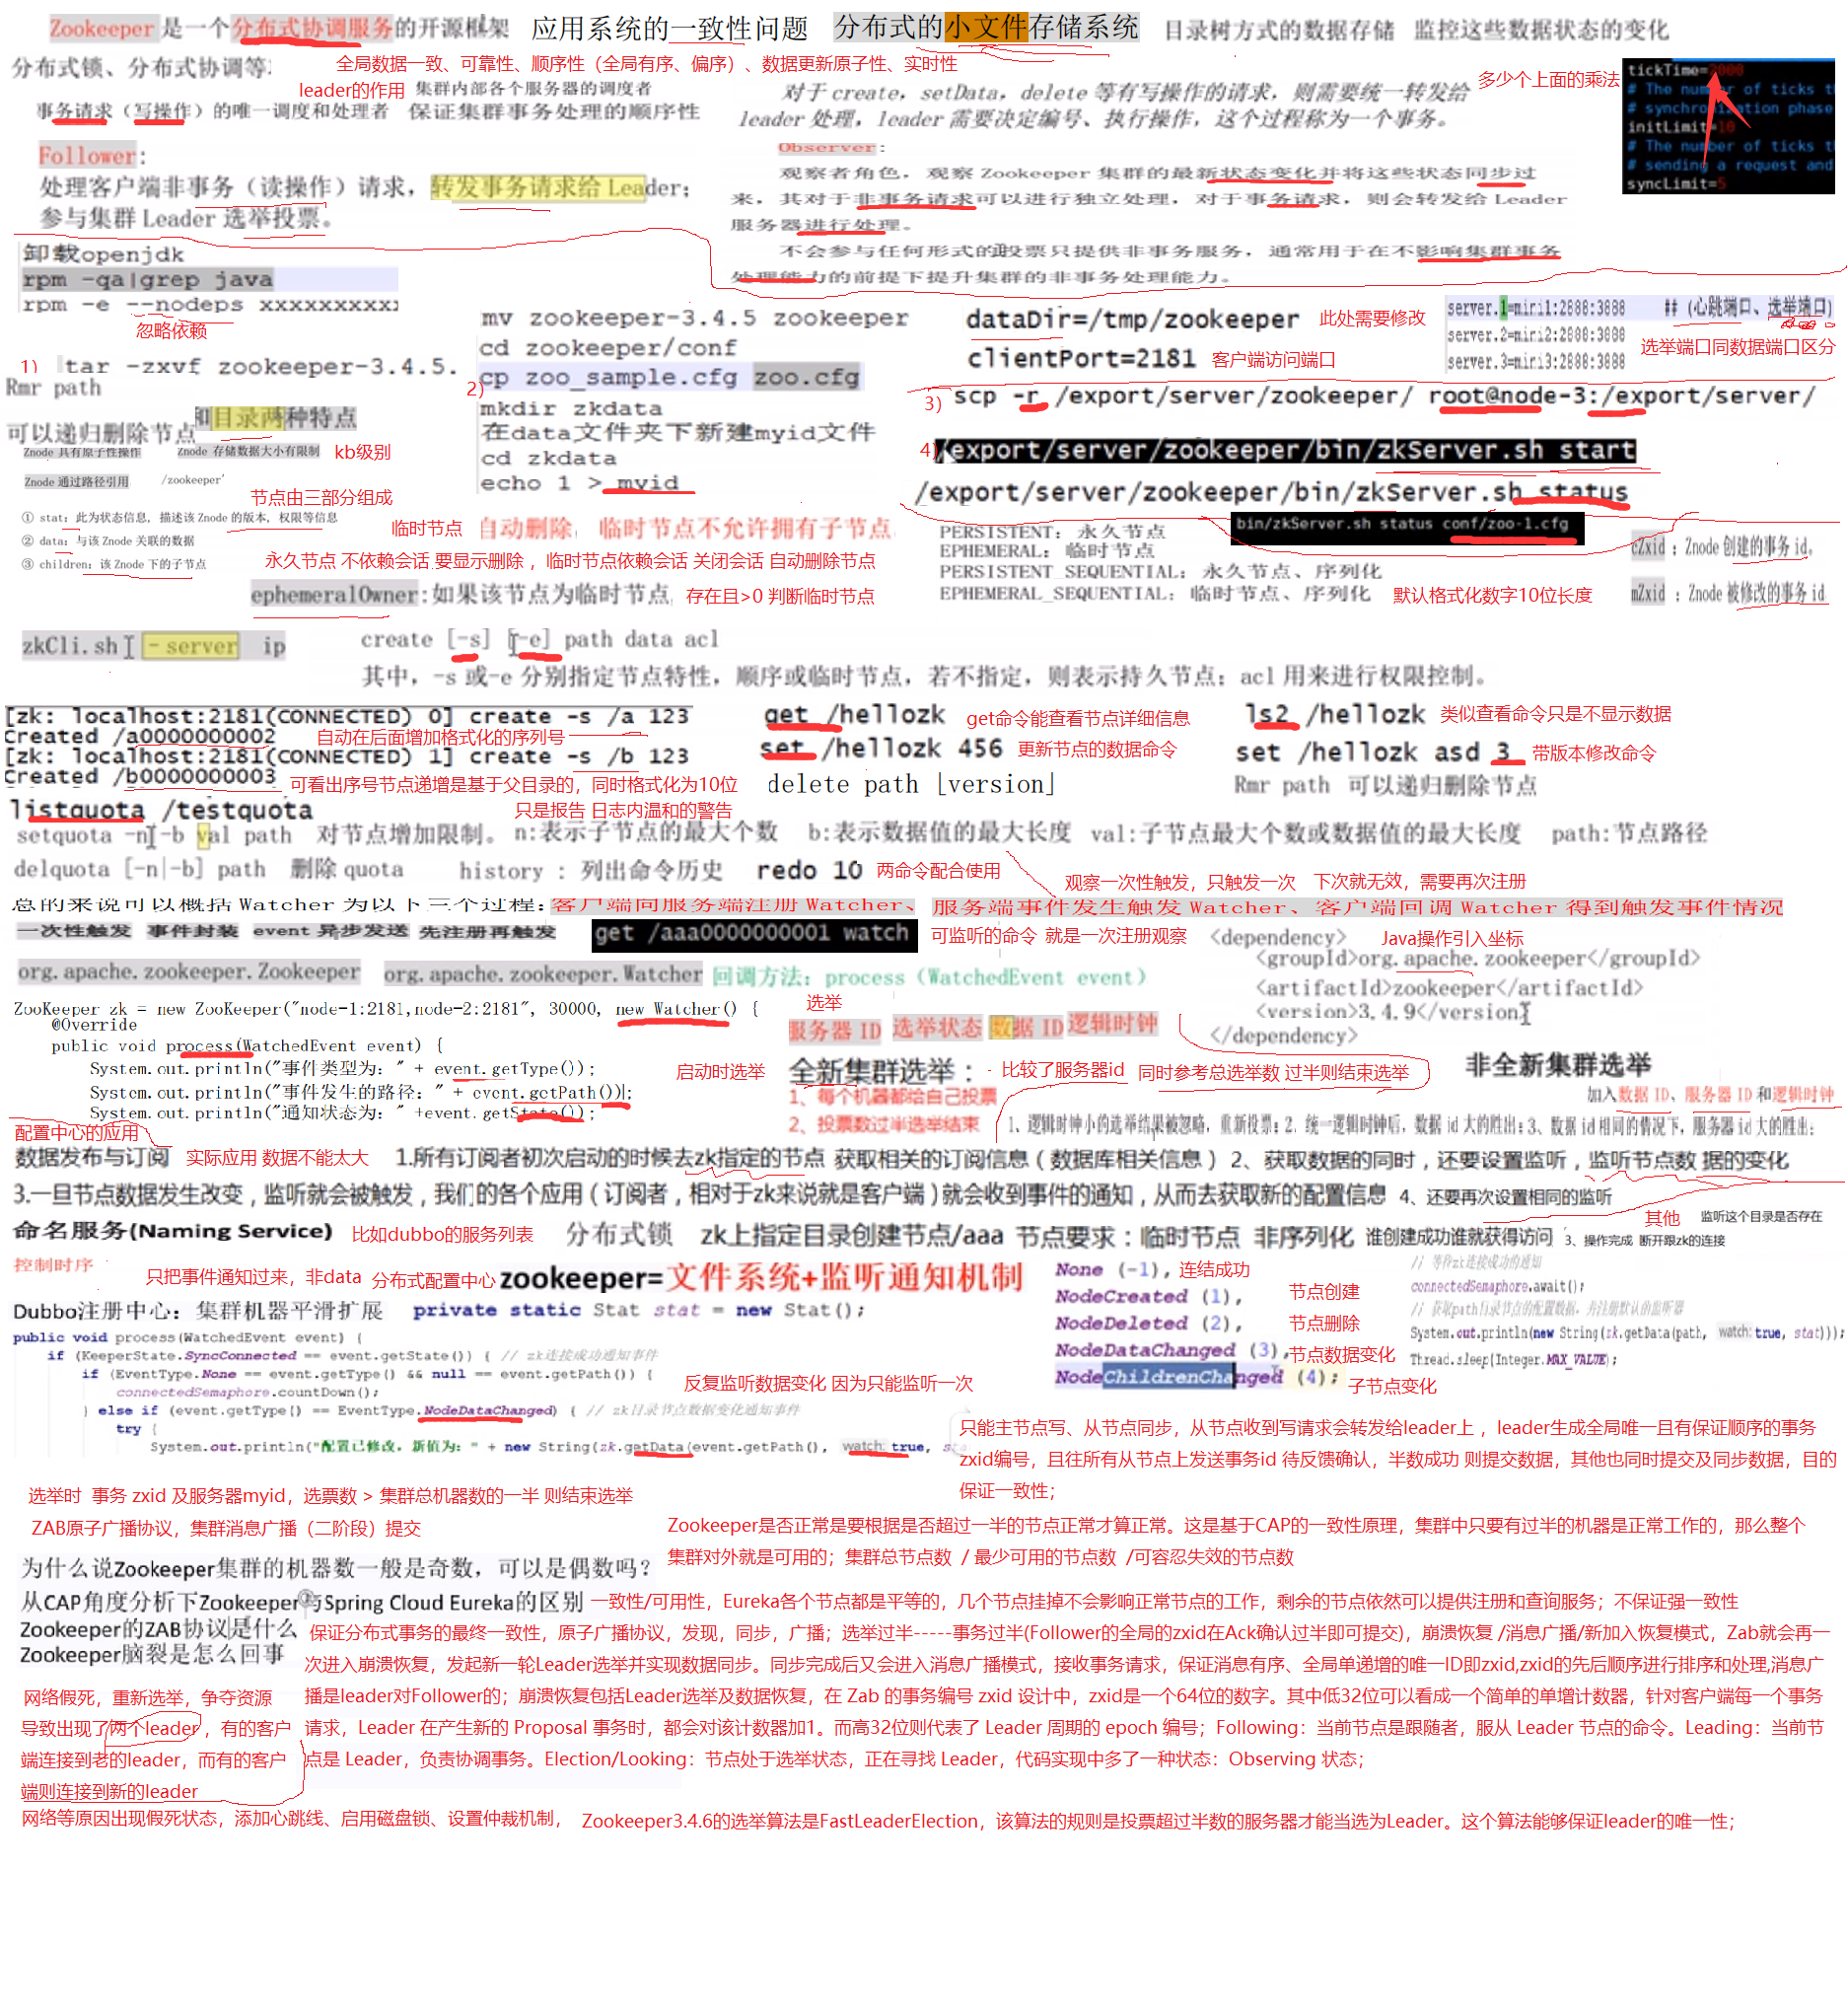 Zookeeper 是一个分布式协调服务的开源框架 应用系统的一致性问题 分布式的小文件存储系统 目录树方式的数据存储 监控这些数据状态的变化
分布式锁、分布式协调等 全局数据一致、可靠性、顺序性（全局有序、偏序）、数据更新原子性、实时性
leader的作用 集群内部各个服务器的调度者
事务请求（写操作）的唯一调度和处理者 保证集群事务处理的顺序性
对于 create，setData，delete 等有写操作的请求，则需要统一转发给
leader 处理，leader 需要决定编号、执行操作，这个过程称为一个事务。
多少个上面的乘法
tickTime=2000
# The number of ticks t
# synchronization phase
initLimit=10
# The number of ticks t
# sending a request and
syncLimit=5
Follower:
处理客户端非事务（读操作）请求，转发事务请求给 Leader；
参与集群 Leader 选举投票。
Observer:
观察者角色，观察 Zookeeper 集群的最新状态变化并将这些状态同步过
来，其对于非事务请求可以进行独立处理，对于事务请求，则会转发给 Leader
服务器进行处理。
不会参与任何形式的投票只提供非事务服务，通常用于在不影响集群事务
处理能力的前提下提升集群的非事务处理能力。
卸载openjdk
rpm -qa|grep java
rpm -e --nodeps xxxxxxxxxx
忽略依赖
1) tar -zxvf zookeeper-3.4.5.
mv zookeeper-3.4.5 zookeeper
cd zookeeper/conf
2) cp zoo_sample.cfg zoo.cfg
mkdir zkdata
在data文件夹下新建myid文件
cd zkdata
echo 1 > myid
dataDir=/tmp/zookeeper 此处需要修改
clientPort=2181 客户端访问端口
server.1=mini1:2888:3888 ## (心跳端口、选举端口)
server.2=mini2:2888:3888
server.3=mini3:2888:3888
选举端口同数据端口区分
3) scp -r /export/server/zookeeper/ root@node-3:/export/server/
4) /export/server/zookeeper/bin/zkServer.sh start
/export/server/zookeeper/bin/zkServer.sh status
bin/zkServer.sh status conf/zoo-1.cfg
Rmr path
可以递归删除节点
和目录两种特点
Znode 具有原子性操作 Znode 存储数据大小有限制 kb级别
Znode 通过路径引用 /zookeeper
节点由三部分组成
① stat：此为状态信息，描述该 Znode 的版本，权限等信息
② data：与该 Znode 关联的数据
③ children：该 Znode 下的子节点
临时节点 自动删除， 临时节点不允许拥有子节点
永久节点 不依赖会话 要显示删除 ，临时节点依赖会话 关闭会话 自动删除节点
ephemeralOwner:如果该节点为临时节点 存在且>0 判断临时节点
PERSISTENT：永久节点
EPHEMERAL：临时节点
PERSISTENT_SEQUENTIAL：永久节点、序列化
EPHEMERAL_SEQUENTIAL：临时节点、序列化 默认格式化数字10位长度
cZxid ：Znode 创建的事务 id。
mZxid ：Znode 被修改的事务 id
zkCli.sh -server ip
create [-s] [-e] path data acl
其中，-s 或-e 分别指定节点特性，顺序或临时节点，若不指定，则表示持久节点；acl 用来进行权限控制。
[zk: localhost:2181(CONNECTED) 0] create -s /a 123
Created /a0000000002 自动在后面增加格式化的序列号
[zk: localhost:2181(CONNECTED) 1] create -s /b 123
Created /b0000000003 可看出序号节点递增是基于父目录的，同时格式化为10位
get /hellozk get命令能查看节点详细信息
ls2 /hellozk 类似查看命令只是不显示数据
set /hellozk 456 更新节点的数据命令
set /hellozk asd 3 带版本修改命令
delete path [version]
Rmr path 可以递归删除节点
listquota /testquota 只是报告 日志内温和的警告
setquota -n|-b val path 对节点增加限制。 n:表示子节点的最大个数 b:表示数据值的最大长度 val:子节点最大个数或数据值的最大长度 path:节点路径
delquota [-n|-b] path 删除 quota history : 列出命令历史 redo 10 两命令配合使用
观察一次性触发，只触发一次 下次就无效，需要再次注册
总的来说可以概括 Watcher 为以下三个过程：客户端向服务端注册 Watcher、 服务端事件发生触发 Watcher、客户端回调 Watcher 得到触发事件情况
一次性触发 事件封装 event 异步发送 先注册再触发 get /aaa0000000001 watch 可监听的命令 就是一次注册观察
org.apache.zookeeper.Zookeeper org.apache.zookeeper.Watcher 回调方法：process（WatchedEvent event）
Java操作引入坐标
<dependency>
<groupId>org.apache.zookeeper</groupId>
<artifactId>zookeeper</artifactId>
<version>3.4.9</version>
</dependency>
ZooKeeper zk = new ZooKeeper("node-1:2181,node-2:2181", 30000, new Watcher() {
@Override
public void process(WatchedEvent event) {
System.out.println("事件类型为：" + event.getType());
System.out.println("事件发生的路径：" + event.getPath());
System.out.println("通知状态为：" +event.getState());
选举
服务器 ID 选举状态 数据 ID 逻辑时钟
启动时选举 全新集群选举： 比较了服务器id 同时参考总选举数 过半则结束选举
1、每个机器都给自己投票
2、投票数过半选举结束
非全新集群选举
加入数据 ID、服务器 ID 和逻辑时钟
1、逻辑时钟小的选举结果被忽略，重新投票；2、统一逻辑时钟后，数据 id 大的胜出；3、数据 id 相同的情况下，服务器 id 大的胜出；
配置中心的应用
数据发布与订阅 实际应用 数据不能太大 1.所有订阅者初次启动的时候去zk指定的节点 获取相关的订阅信息（数据库相关信息） 2、获取数据的同时，还要设置监听，监听节点数 据的变化
3.一旦节点数据发生改变，监听就会被触发，我们的各个应用（订阅者，相对于zk来说就是客户端）就会收到事件的通知，从而去获取新的配置信息 4、还要再次设置相同的监听
命名服务(Naming Service) 比如dubbo的服务列表 分布式锁 zk上指定目录创建节点/aaa 节点要求：临时节点 非序列化 谁创建成功谁就获得访问 3、操作完成 断开跟zk的连接
其他 监听这个目录是否存在
控制时序 只把事件通知过来，非data 分布式配置中心 zookeeper=文件系统+监听通知机制
Dubbo注册中心：集群机器平滑扩展 private static Stat stat = new Stat();
public void process(WatchedEvent event) {
if (KeeperState.SyncConnected == event.getState()) { // zk连接成功通知事件
if (EventType.None == event.getType() && null == event.getPath()) {
connectedSemaphore.countDown();
} else if (event.getType() == EventType.NodeDataChanged) { // zk目录节点数据变化通知事件
try {
System.out.println("配置已修改，新值为：" + new String(zk.getData(event.getPath(), watch: true, sta
反复监听数据变化 因为只能监听一次
None (-1), 连结成功
NodeCreated (1), 节点创建
NodeDeleted (2), 节点删除
NodeDataChanged (3), 节点数据变化
NodeChildrenChanged (4); 子节点变化
// 等待zk连接成功的通知
connectedSemaphore.await();
// 获取path目录节点的配置数据，并注册默认的监听器
System.out.println(new String(zk.getData(path, watch: true, stat)));
Thread.sleep(Integer.MAX_VALUE);
只能主节点写、从节点同步，从节点收到写请求会转发给leader上 ，leader生成全局唯一且有保证顺序的事务
zxid编号，且往所有从节点上发送事务id 待反馈确认，半数成功 则提交数据，其他也同时提交及同步数据，目的
保证一致性；
选举时 事务 zxid 及服务器myid，选票数 > 集群总机器数的一半 则结束选举
ZAB原子广播协议，集群消息广播（二阶段）提交
Zookeeper是否正常是要根据是否超过一半的节点正常才算正常。这是基于CAP的一致性原理，集群中只要有过半的机器是正常工作的，那么整个
集群对外就是可用的；集群总节点数 / 最少可用的节点数 /可容忍失效的节点数
为什么说Zookeeper集群的机器数一般是奇数，可以是偶数吗？
从CAP角度分析下Zookeeper与Spring Cloud Eureka的区别 一致性/可用性，Eureka各个节点都是平等的，几个节点挂掉不会影响正常节点的工作，剩余的节点依然可以提供注册和查询服务；不保证强一致性
Zookeeper的ZAB协议是什么
Zookeeper脑裂是怎么回事
保证分布式事务的最终一致性，原子广播协议，发现，同步，广播；选举过半-----事务过半(Follower的全局的zxid在Ack确认过半即可提交)，崩溃恢复 /消息广播/新加入恢复模式，Zab就会再一
次进入崩溃恢复，发起新一轮Leader选举并实现数据同步。同步完成后又会进入消息广播模式，接收事务请求，保证消息有序、全局单递增的唯一ID即zxid,zxid的先后顺序进行排序和处理,消息广
播是leader对Follower的；崩溃恢复包括Leader选举及数据恢复，在 Zab 的事务编号 zxid 设计中，zxid是一个64位的数字。其中低32位可以看成一个简单的单增计数器，针对客户端每一个事务
请求，Leader 在产生新的 Proposal 事务时，都会对该计数器加1。而高32位则代表了 Leader 周期的 epoch 编号；Following：当前节点是跟随者，服从 Leader 节点的命令。Leading：当前节
点是 Leader，负责协调事务。Election/Looking：节点处于选举状态，正在寻找 Leader，代码实现中多了一种状态：Observing 状态；
网络假死，重新选举，争夺资源
导致出现了两个leader ，有的客户
端连接到老的leader，而有的客户
端则连接到新的leader
网络等原因出现假死状态，添加心跳线、启用磁盘锁、设置仲裁机制， Zookeeper3.4.6的选举算法是FastLeaderElection，该算法的规则是投票超过半数的服务器才能当选为Leader。这个算法能够保证leader的唯一性；